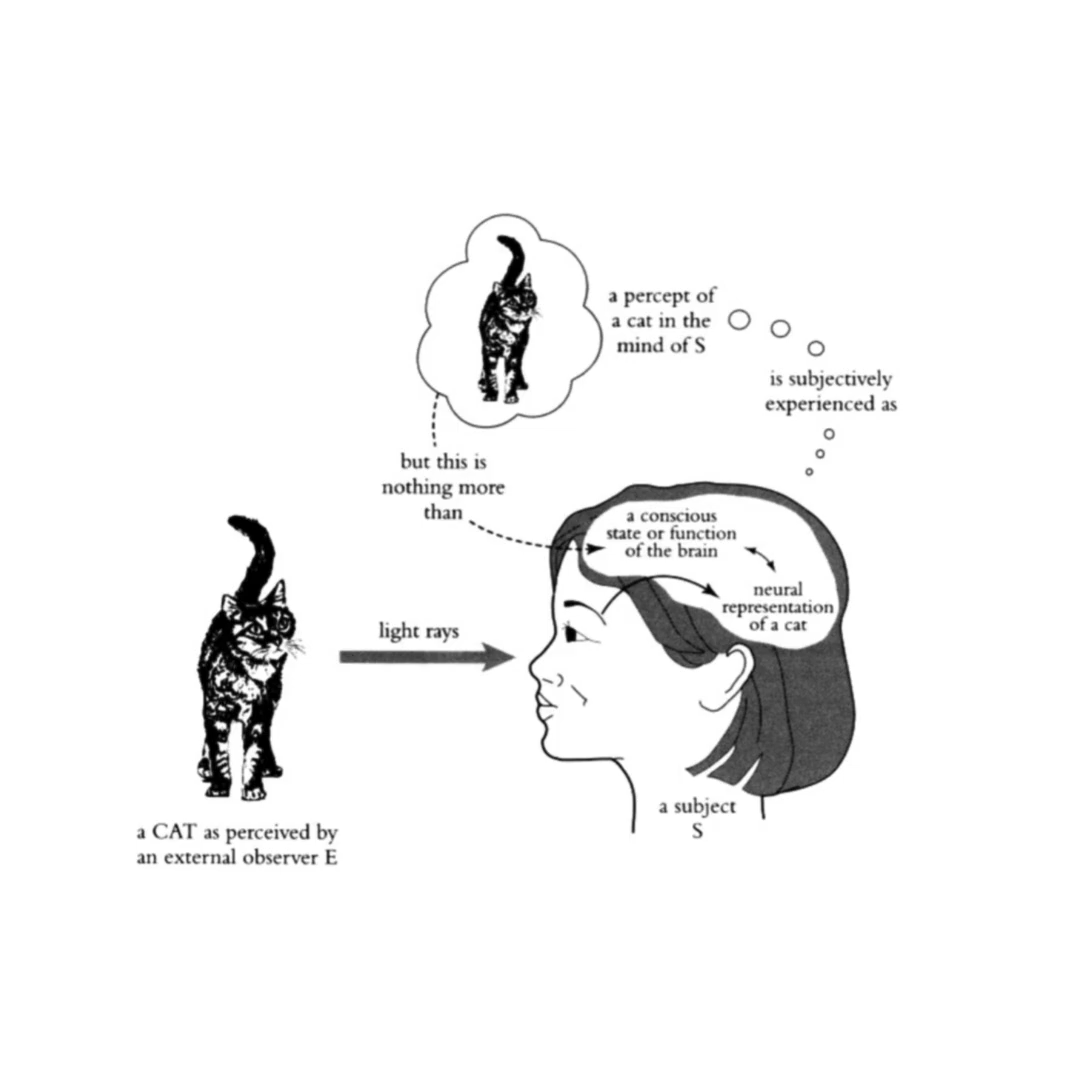 a percept of
a cat in the
mind of S
is subjectively
experienced as
but this is
nothing more
than
a conscious
state or function
of the brain
neural
representation
of a cat
light rays
a subject
S
a CAT as perceived by
an external observer E